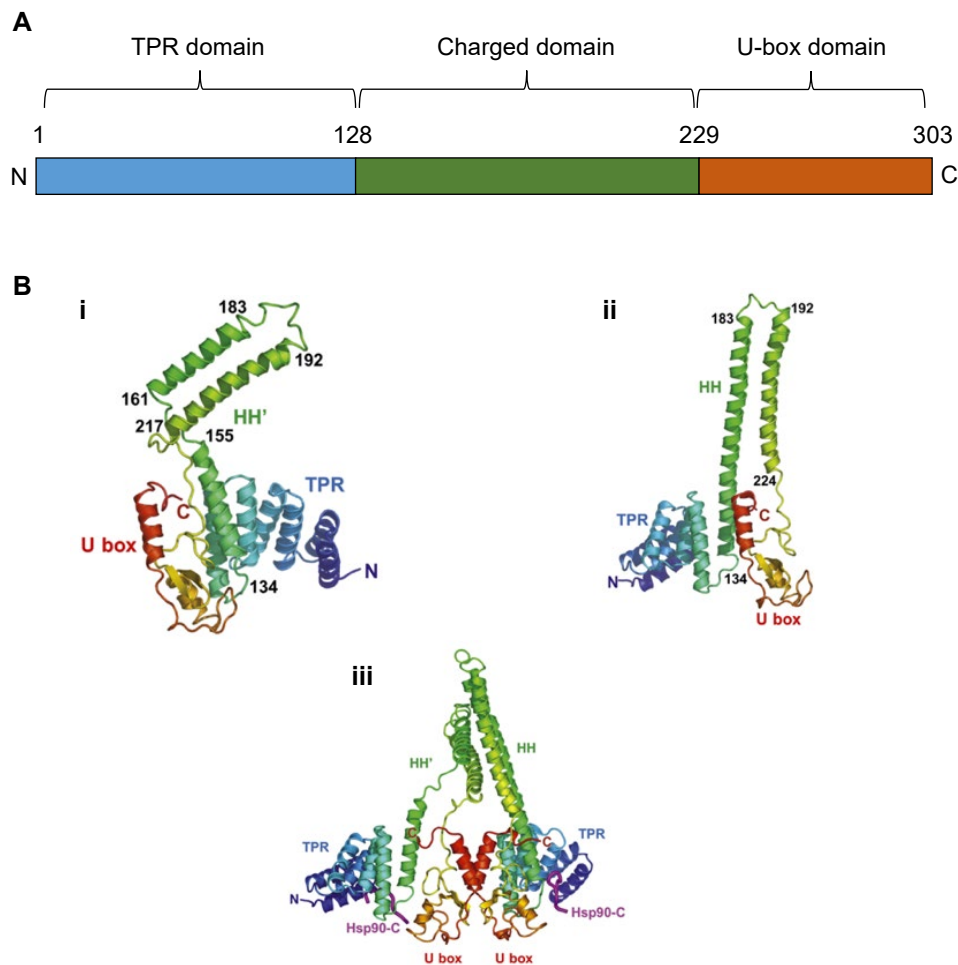 A
TPR domain Charged domain U-box domain
1 128 229 303
N C
B
i ii
183
192
161
217 HH'
155
TPR
C
U box
N
134
183 192
HH
224
TPR C
N 134
U box
iii
HH' HH
TPR TPR
C C
N
Hsp90-C Hsp90-C
U box U box